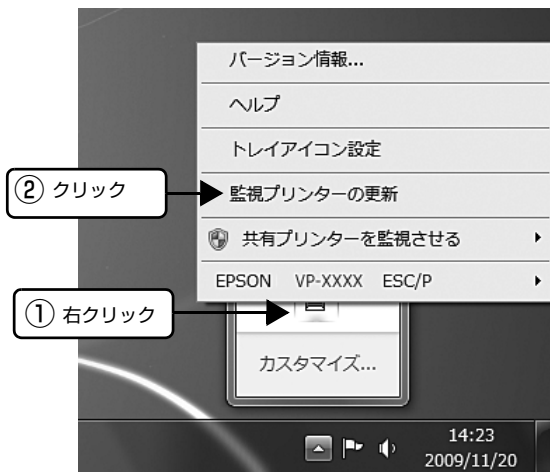 バージョン情報...
ヘルプ
トレイアイコン設定
② クリック
監視プリンターの更新
共有プリンターを監視させる
EPSON VP-XXXX ESC/P
① 右クリック
カスタマイズ...
14:23
2009/11/20